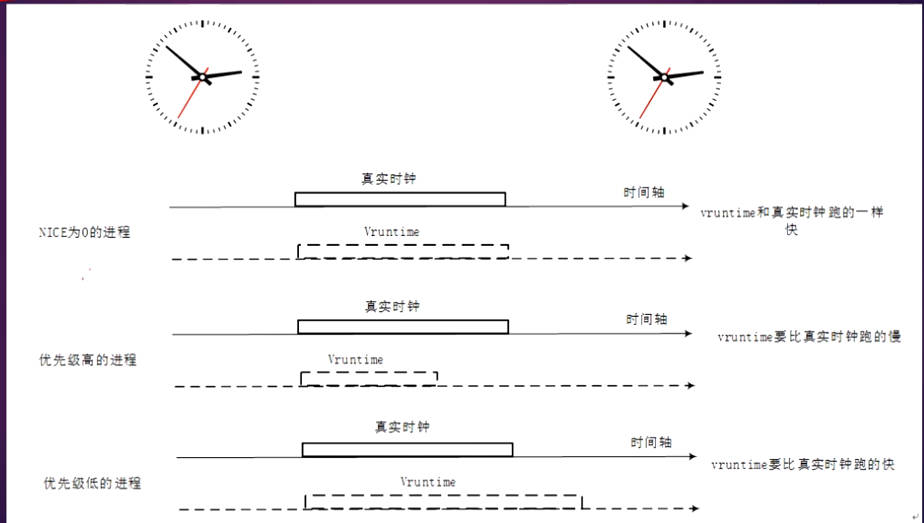 真实时钟
时间轴
vruntime和真实时钟跑的一样
快
NICE为0的进程
Vruntime
真实时钟
时间轴
vruntime要比真实时钟跑的慢
优先级高的进程
Vruntime
真实时钟
时间轴
vruntime要比真实时钟跑的快
优先级低的进程
Vruntime